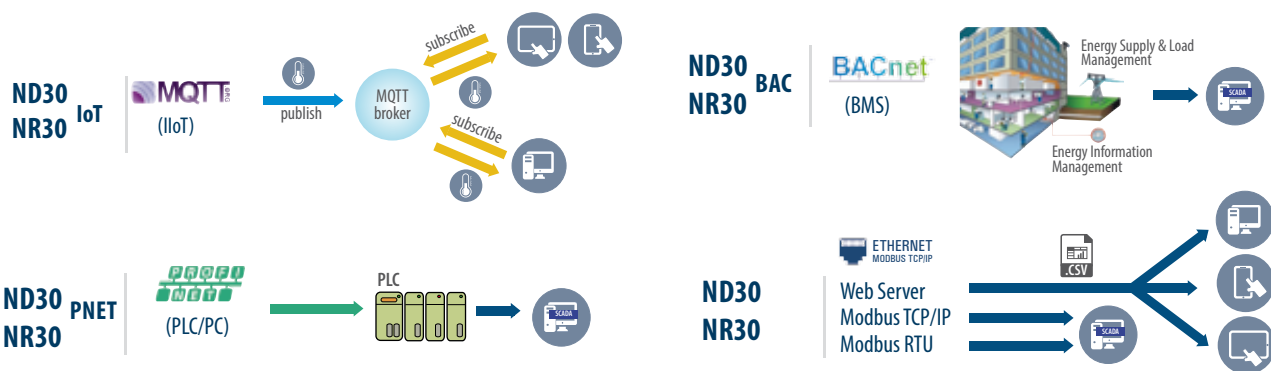 ND30
NR30
IoT
MQTT
.ORG
(IIoT)
publish
MQTT
broker
subscribe
subscribe
ND30
NR30
BAC
BACnet
(BMS)
Energy Supply & Load
Management
Energy Information
Management
SCADA
ND30
NR30
PNET
PROFI
NET
(PLC/PC)
PLC
SCADA
ND30
NR30
ETHERNET
MODBUS TCP/IP
Web Server
Modbus TCP/IP
Modbus RTU
.CSV
SCADA